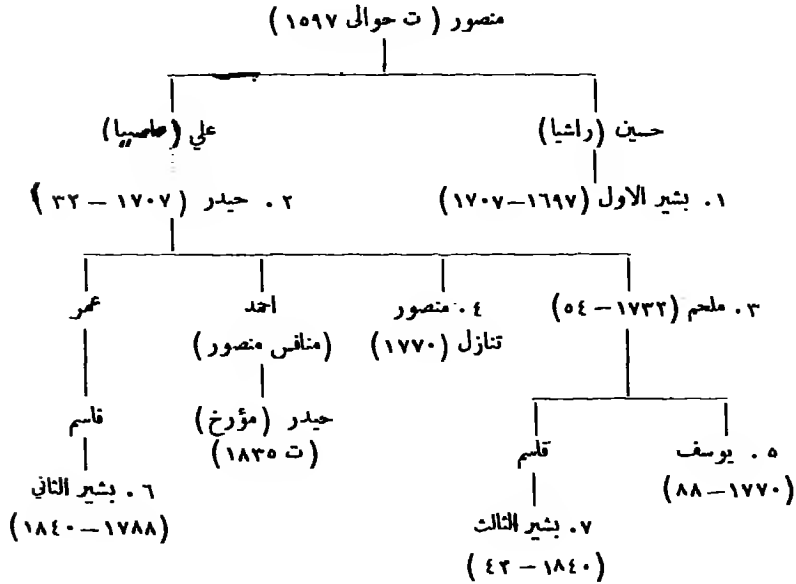 منصور ( ت حوالى ١٥٩٧ )
حسين (راشيا)
علي (حاصبيا)
١ . بشير الاول (١٦٩٧–١٧٠٧)
٢ . حيدر (١٧٠٧ – ٣٢)
٣ . ملحم (١٧٣٢ – ٥٤)
٤ . منصور
تنازل (١٧٧٠)
احمد
(منافس منصور)
عمر
حيدر (مؤرخ)
(ت ١٨٣٥)
قاسم
٥ . يوسف
(١٧٧٠–٨٨)
قاسم
٦ . بشير الثاني
(١٧٨٨–١٨٤٠)
٧ . بشير الثالث
(١٨٤٠ – ٤٢)